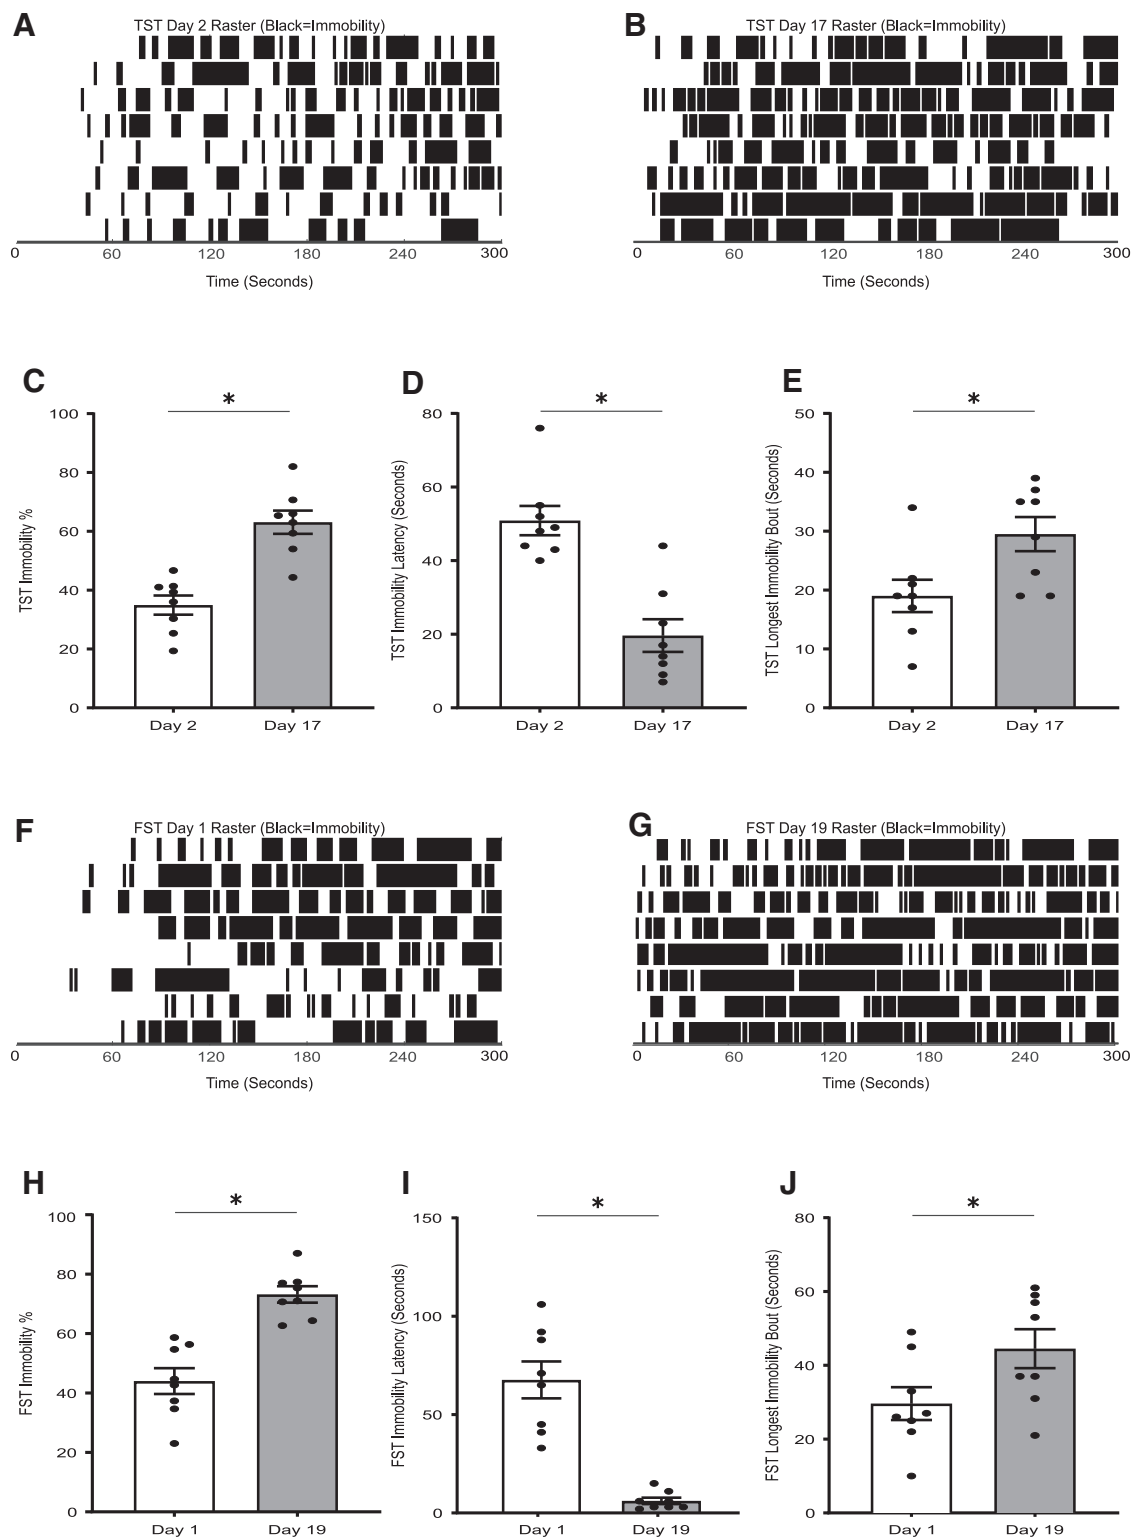 A
TST Day 2 Raster (Black=Immobility)
0 60 120 180 240 300
Time (Seconds)
B
TST Day 17 Raster (Black=Immobility)
0 60 120 180 240 300
Time (Seconds)
C
*
TST Immobility %
100
80
60
40
20
0
Day 2 Day 17
D
*
TST Immobility Latency (Seconds)
80
60
40
20
0
Day 2 Day 17
E
*
TST Longest Immobility Bout (Seconds)
50
40
30
20
10
0
Day 2 Day 17
F
FST Day 1 Raster (Black=Immobility)
0 60 120 180 240 300
Time (Seconds)
G
FST Day 19 Raster (Black=Immobility)
0 60 120 180 240 300
Time (Seconds)
H
*
FST Immobility %
100
80
60
40
20
0
Day 1 Day 19
I
*
FST Immobility Latency (Seconds)
150
100
50
0
Day 1 Day 19
J
*
FST Longest Immobility Bout (Seconds)
80
60
40
20
0
Day 1 Day 19